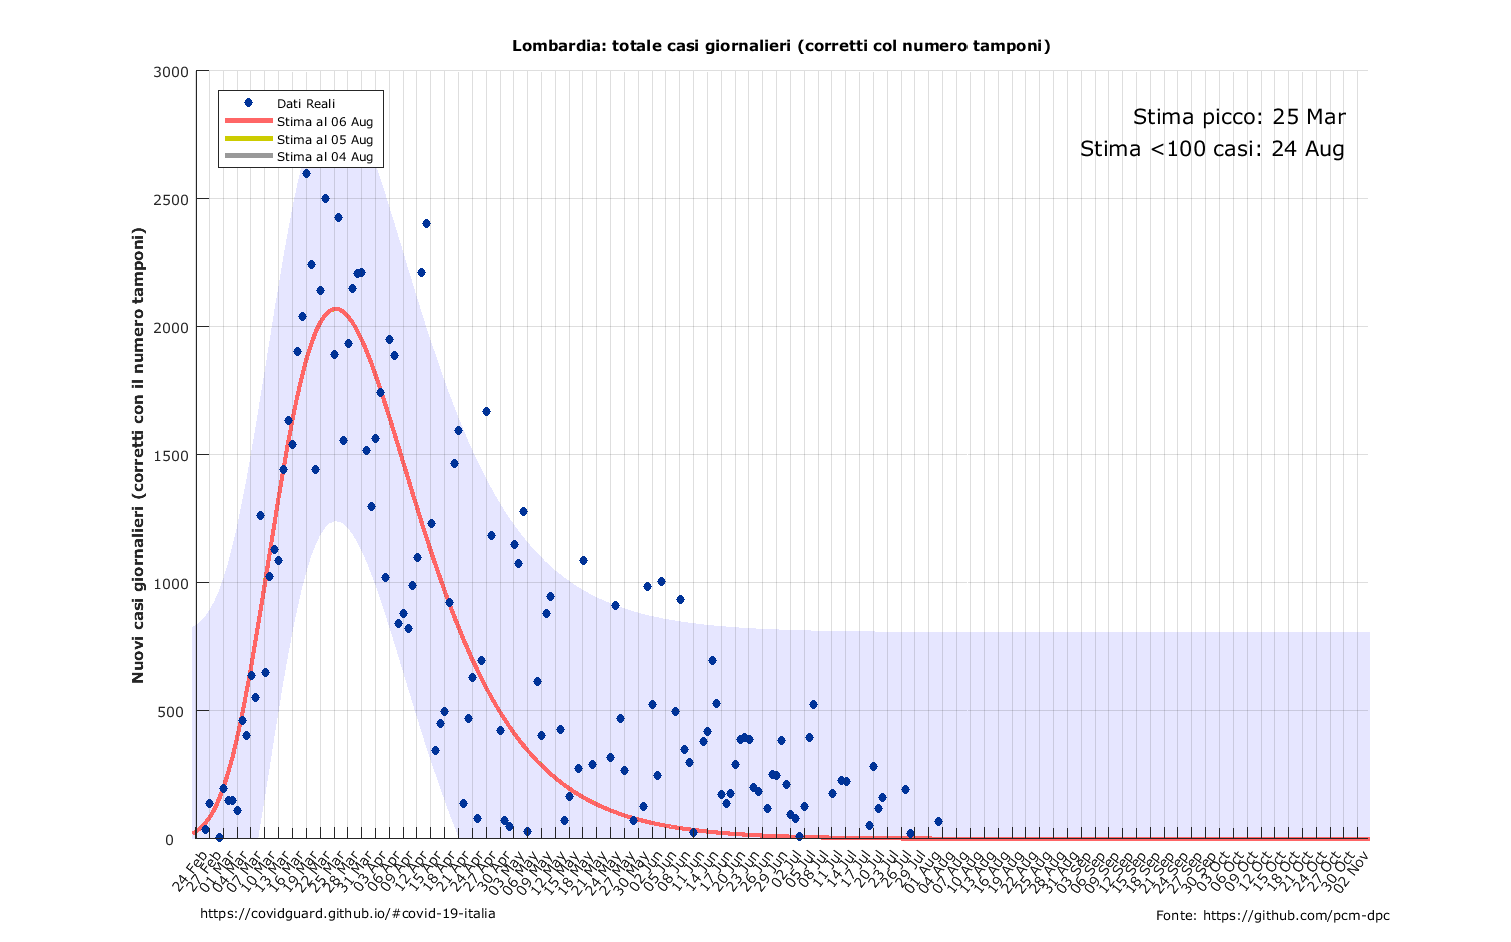 Lombardia: totale casi giornalieri (corretti col numero tamponi)
Stima picco: 25 Mar
Stima <100 casi: 24 Aug
Dati Reali
Stima al 06 Aug
Stima al 05 Aug
Stima al 04 Aug
Nuovi casi giornalieri (corretti con il numero tamponi)
3000
2500
2000
1500
1000
500
0
24 Feb
27 Feb
01 Mar
04 Mar
07 Mar
10 Mar
13 Mar
16 Mar
19 Mar
22 Mar
25 Mar
28 Mar
31 Mar
03 Apr
06 Apr
09 Apr
12 Apr
15 Apr
18 Apr
21 Apr
24 Apr
27 Apr
30 Apr
03 May
06 May
09 May
12 May
15 May
18 May
21 May
24 May
27 May
30 May
02 Jun
05 Jun
08 Jun
11 Jun
14 Jun
17 Jun
20 Jun
23 Jun
26 Jun
29 Jun
02 Jul
05 Jul
08 Jul
11 Jul
14 Jul
17 Jul
20 Jul
23 Jul
26 Jul
29 Jul
01 Aug
04 Aug
07 Aug
10 Aug
13 Aug
16 Aug
19 Aug
22 Aug
25 Aug
28 Aug
31 Aug
03 Sep
06 Sep
09 Sep
12 Sep
15 Sep
18 Sep
21 Sep
24 Sep
27 Sep
30 Sep
03 Oct
06 Oct
09 Oct
12 Oct
15 Oct
18 Oct
21 Oct
24 Oct
27 Oct
30 Oct
02 Nov
https://covidguard.github.io/#covid-19-italia
Fonte: https://github.com/pcm-dpc